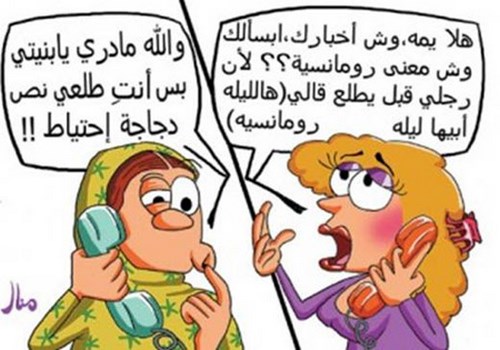 هلا يمه،وش أخبارك،ابسألك
وش معنى رومانسية؟؟ لأن
رجلي قبل يطلع قالي(هالليله
أبيها ليله رومانسيه)
والله مادري يابنيتي
بس أنتِ طلعي نص
دجاجة إحتياط !!
منال